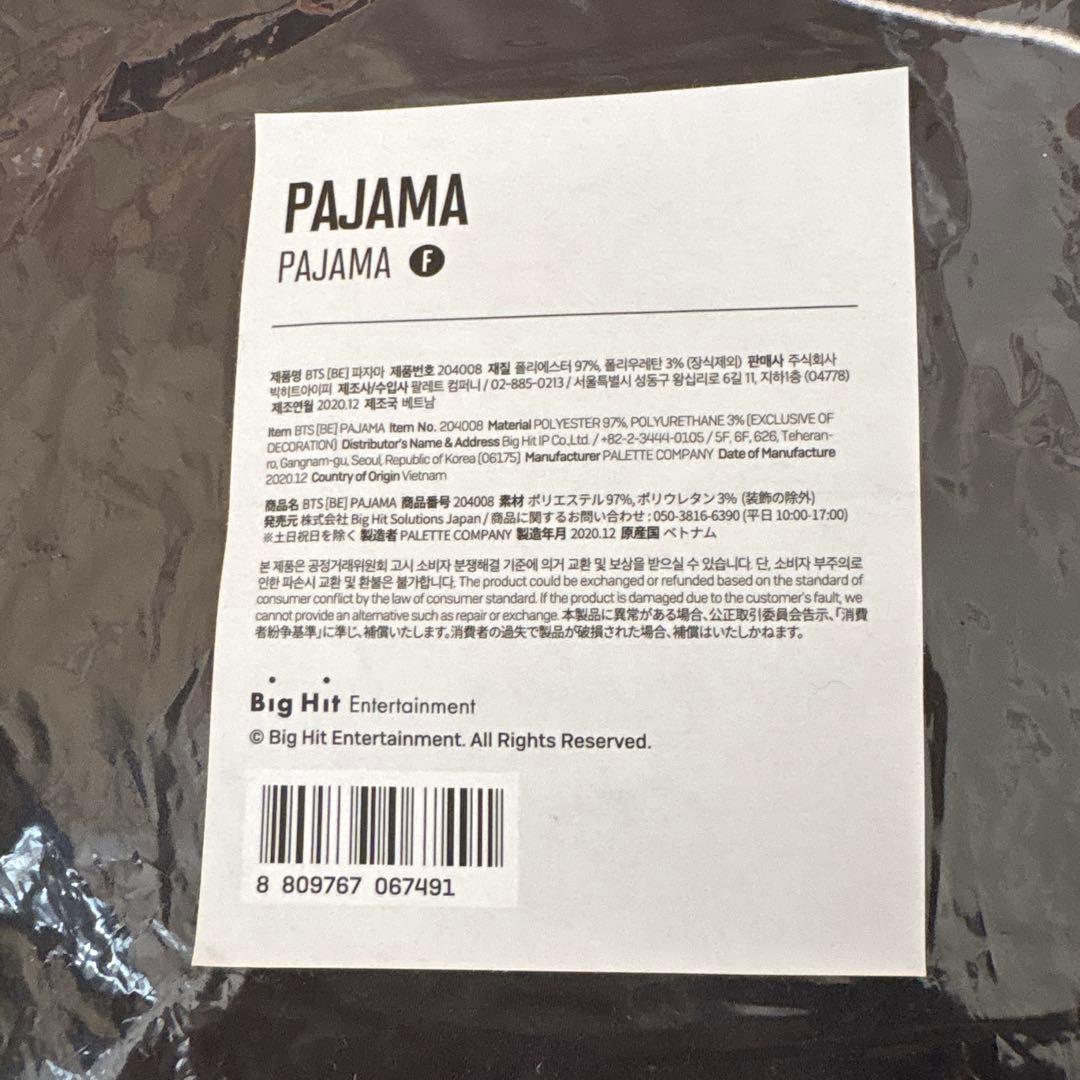 PAJAMA
PAJAMA F
제품명 BTS [BE] 파자마 제품번호 204008 재질 폴리에스터 97%, 폴리우레탄 3% (장식제외) 판매사 주식회사
빅히트아이피 제조사/수입사 팔레트 컴퍼니 / 02-885-0213 / 서울특별시 성동구 왕십리로 6길 11, 지하1층 (04778)
제조연월 2020.12 제조국 베트남
Item BTS [BE] PAJAMA Item No. 204008 Material POLYESTER 97%, POLYURETHANE 3% (EXCLUSIVE OF
DECORATION) Distributor's Name & Address Big Hit IP Co.,Ltd. / +82-2-3444-0105 / 5F, 6F, 626, Teheran-
ro, Gangnam-gu, Seoul, Republic of Korea (06175) Manufacturer PALETTE COMPANY Date of Manufacture
2020.12 Country of Origin Vietnam
商品名 BTS [BE] PAJAMA 商品番号 204008 素材 ポリエステル 97%, ポリウレタン 3% (装飾の除外)
発売元 株式会社 Big Hit Solutions Japan / 商品に関するお問い合わせ : 050-3816-6390 (平日 10:00-17:00)
※土日祝日を除く 製造者 PALETTE COMPANY 製造年月 2020.12 原産国 ベトナム
본 제품은 공정거래위원회 고시 소비자 분쟁해결 기준에 의거 교환 및 보상을 받으실 수 있습니다. 단, 소비자 부주의로
인한 파손시 교환 및 환불은 불가합니다. The product could be exchanged or refunded based on the standard of
consumer conflict by the law of consumer standard. If the product is damaged due to the customer's fault, we
cannot provide an alternative such as repair or exchange. 本製品に異常がある場合、公正取引委員会告示、「消費
者紛争基準」に準じ、補償いたします。消費者の過失で製品が破損された場合、補償はいたしかねます。
Big Hit Entertainment
© Big Hit Entertainment. All Rights Reserved.
8 809767 067491